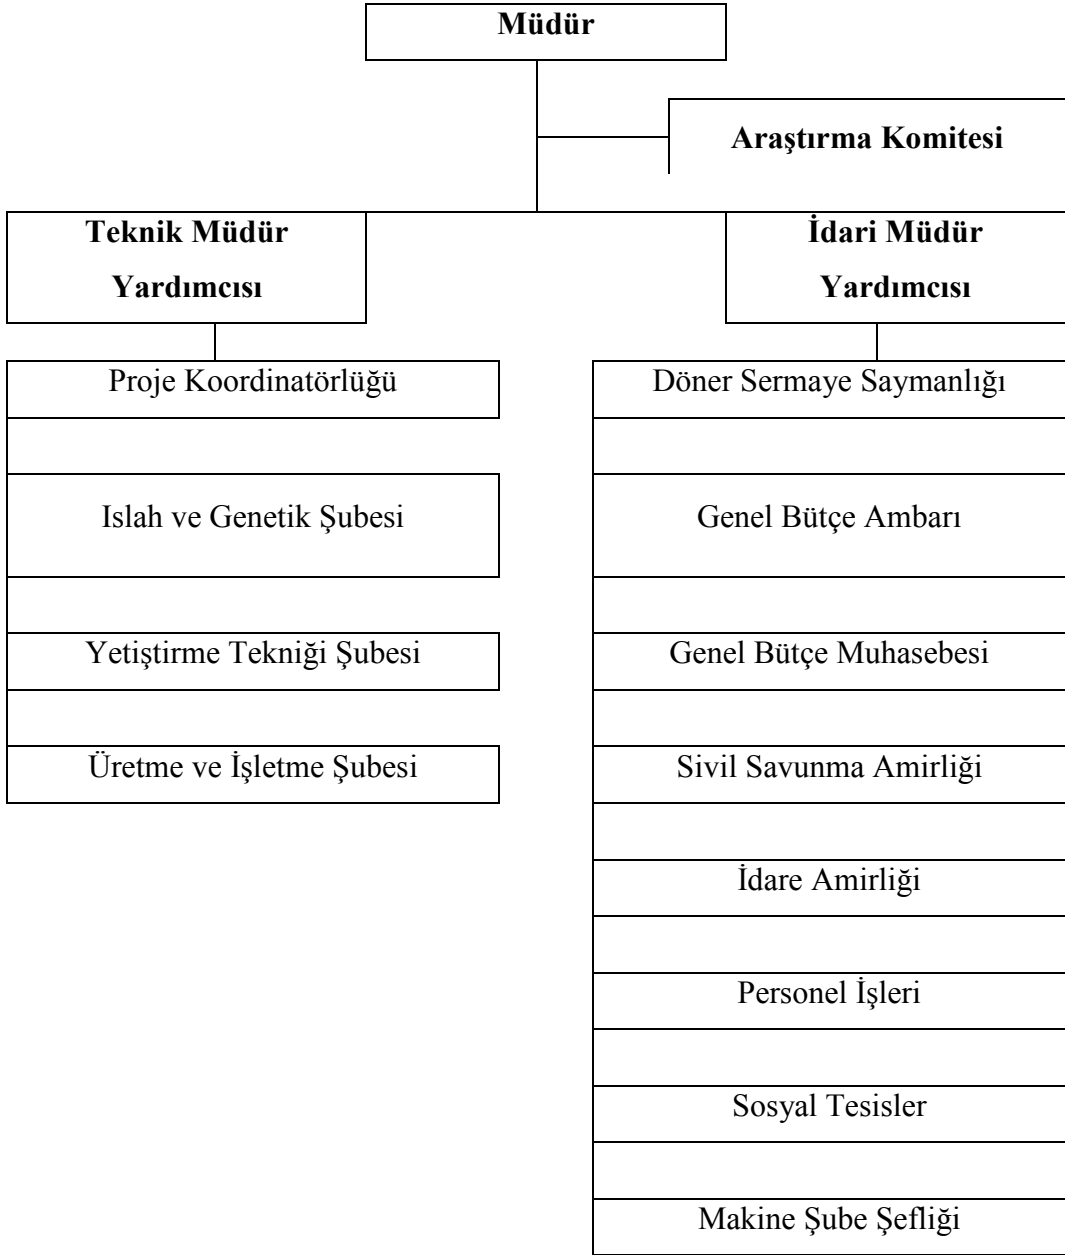 Müdür
Araştırma Komitesi
Teknik Müdür
Yardımcısı
İdari Müdür
Yardımcısı
Proje Koordinatörlüğü
Islah ve Genetik Şubesi
Yetiştirme Tekniği Şubesi
Üretme ve İşletme Şubesi
Döner Sermaye Saymanlığı
Genel Bütçe Ambarı
Genel Bütçe Muhasebesi
Sivil Savunma Amirliği
İdare Amirliği
Personel İşleri
Sosyal Tesisler
Makine Şube Şefliği